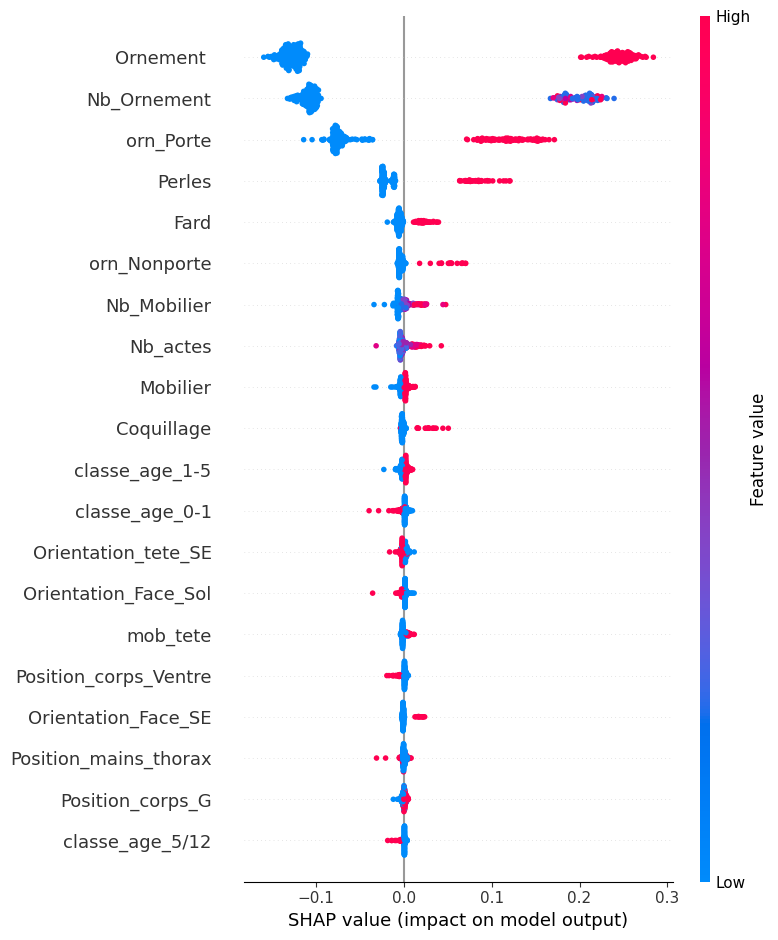 High
Ornement
Nb_Ornement
orn_Porte
Perles
Fard
orn_Nonporte
Nb_Mobilier
Nb_actes
Mobilier
Coquillage
classe_age_1-5
classe_age_0-1
Orientation_tete_SE
Orientation_Face_Sol
mob_tete
Position_corps_Ventre
Orientation_Face_SE
Position_mains_thorax
Position_corps_G
classe_age_5/12
Feature value
Low
−0.1 0.0 0.1 0.2 0.3
SHAP value (impact on model output)